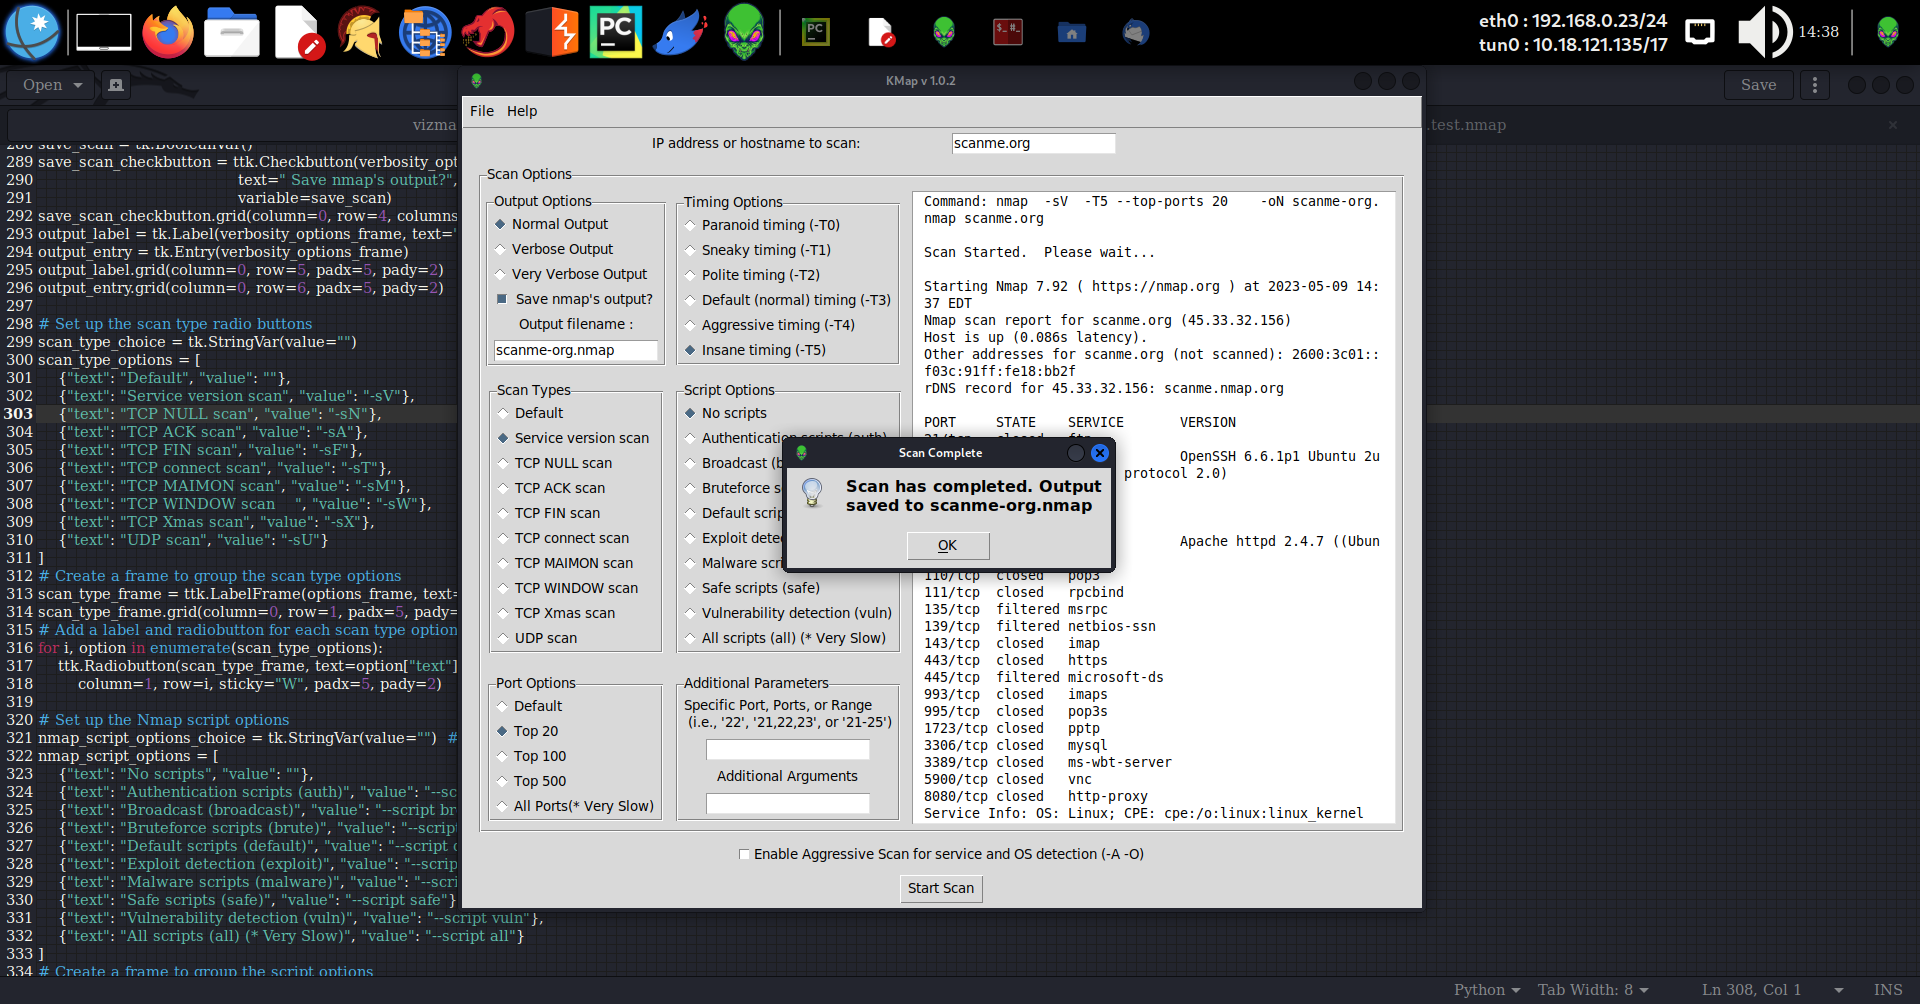 eth0 : 192.168.0.23/24
tun0 : 10.18.121.135/17
14:38
Open
KMap v 1.0.2
Save
vizma
.test.nmap
288 save_scan = tk.BooleanVar()
289 save_scan_checkbutton = ttk.Checkbutton(verbosity_opt
290 text=" Save nmap's output?",
291 variable=save_scan)
292 save_scan_checkbutton.grid(column=0, row=4, columns
293 output_label = tk.Label(verbosity_options_frame, text="
294 output_entry = tk.Entry(verbosity_options_frame)
295 output_label.grid(column=0, row=5, padx=5, pady=2)
296 output_entry.grid(column=0, row=6, padx=5, pady=2)
297
298 # Set up the scan type radio buttons
299 scan_type_choice = tk.StringVar(value="")
300 scan_type_options = [
301 {"text": "Default", "value": ""},
302 {"text": "Service version scan", "value": "-sV"},
303 {"text": "TCP NULL scan", "value": "-sN"},
304 {"text": "TCP ACK scan", "value": "-sA"},
305 {"text": "TCP FIN scan", "value": "-sF"},
306 {"text": "TCP connect scan", "value": "-sT"},
307 {"text": "TCP MAIMON scan", "value": "-sM"},
308 {"text": "TCP WINDOW scan    ", "value": "-sW"},
309 {"text": "TCP Xmas scan", "value": "-sX"},
310 {"text": "UDP scan", "value": "-sU"}
311 ]
312 # Create a frame to group the scan type options
313 scan_type_frame = ttk.LabelFrame(options_frame, text=
314 scan_type_frame.grid(column=0, row=1, padx=5, pady=
315 # Add a label and radiobutton for each scan type option
316 for i, option in enumerate(scan_type_options):
317 ttk.Radiobutton(scan_type_frame, text=option["text"]
318 column=1, row=i, sticky="W", padx=5, pady=2)
319
320 # Set up the Nmap script options
321 nmap_script_options_choice = tk.StringVar(value="") #
322 nmap_script_options = [
323 {"text": "No scripts", "value": ""},
324 {"text": "Authentication scripts (auth)", "value": "--sc
325 {"text": "Broadcast (broadcast)", "value": "--script br
326 {"text": "Bruteforce scripts (brute)", "value": "--script
327 {"text": "Default scripts (default)", "value": "--script d
328 {"text": "Exploit detection (exploit)", "value": "--scrip
329 {"text": "Malware scripts (malware)", "value": "--scri
330 {"text": "Safe scripts (safe)", "value": "--script safe"}
331 {"text": "Vulnerability detection (vuln)", "value": "--script vuln"},
332 {"text": "All scripts (all) (* Very Slow)", "value": "--script all"}
333 ]
334 # Create a frame to group the script options
File Help
IP address or hostname to scan: scanme.org
Scan Options
Output Options
Normal Output
Verbose Output
Very Verbose Output
Save nmap's output?
Output filename :
scanme-org.nmap
Timing Options
Paranoid timing (-T0)
Sneaky timing (-T1)
Polite timing (-T2)
Default (normal) timing (-T3)
Aggressive timing (-T4)
Insane timing (-T5)
Scan Types
Default
Service version scan
TCP NULL scan
TCP ACK scan
TCP FIN scan
TCP connect scan
TCP MAIMON scan
TCP WINDOW scan
TCP Xmas scan
UDP scan
Script Options
No scripts
Authentication scripts (auth)
Broadcast (b
Bruteforce s
Default scrip
Exploit dete
Malware scri
Safe scripts (safe)
Vulnerability detection (vuln)
All scripts (all) (* Very Slow)
Port Options
Default
Top 20
Top 100
Top 500
All Ports(* Very Slow)
Additional Parameters
Specific Port, Ports, or Range
(i.e., '22', '21,22,23', or '21-25')
Additional Arguments
Command: nmap  -sV  -T5 --top-ports 20    -oN scanme-org.
nmap scanme.org
Scan Started.  Please wait...
Starting Nmap 7.92 ( https://nmap.org ) at 2023-05-09 14:
37 EDT
Nmap scan report for scanme.org (45.33.32.156)
Host is up (0.086s latency).
Other addresses for scanme.org (not scanned): 2600:3c01::
f03c:91ff:fe18:bb2f
rDNS record for 45.33.32.156: scanme.nmap.org
PORT     STATE    SERVICE       VERSION
21/tcp   closed   ftp
OpenSSH 6.6.1p1 Ubuntu 2u
protocol 2.0)
Apache httpd 2.4.7 ((Ubun
110/tcp  closed   pop3
111/tcp  closed   rpcbind
135/tcp  filtered msrpc
139/tcp  filtered netbios-ssn
143/tcp  closed   imap
443/tcp  closed   https
445/tcp  filtered microsoft-ds
993/tcp  closed   imaps
995/tcp  closed   pop3s
1723/tcp closed   pptp
3306/tcp closed   mysql
3389/tcp closed   ms-wbt-server
5900/tcp closed   vnc
8080/tcp closed   http-proxy
Service Info: OS: Linux; CPE: cpe:/o:linux:linux_kernel
Scan Complete
Scan has completed. Output
saved to scanme-org.nmap
OK
Enable Aggressive Scan for service and OS detection (-A -O)
Start Scan
Python
Tab Width: 8
Ln 308, Col 1
INS
PC
PC
$_ #_